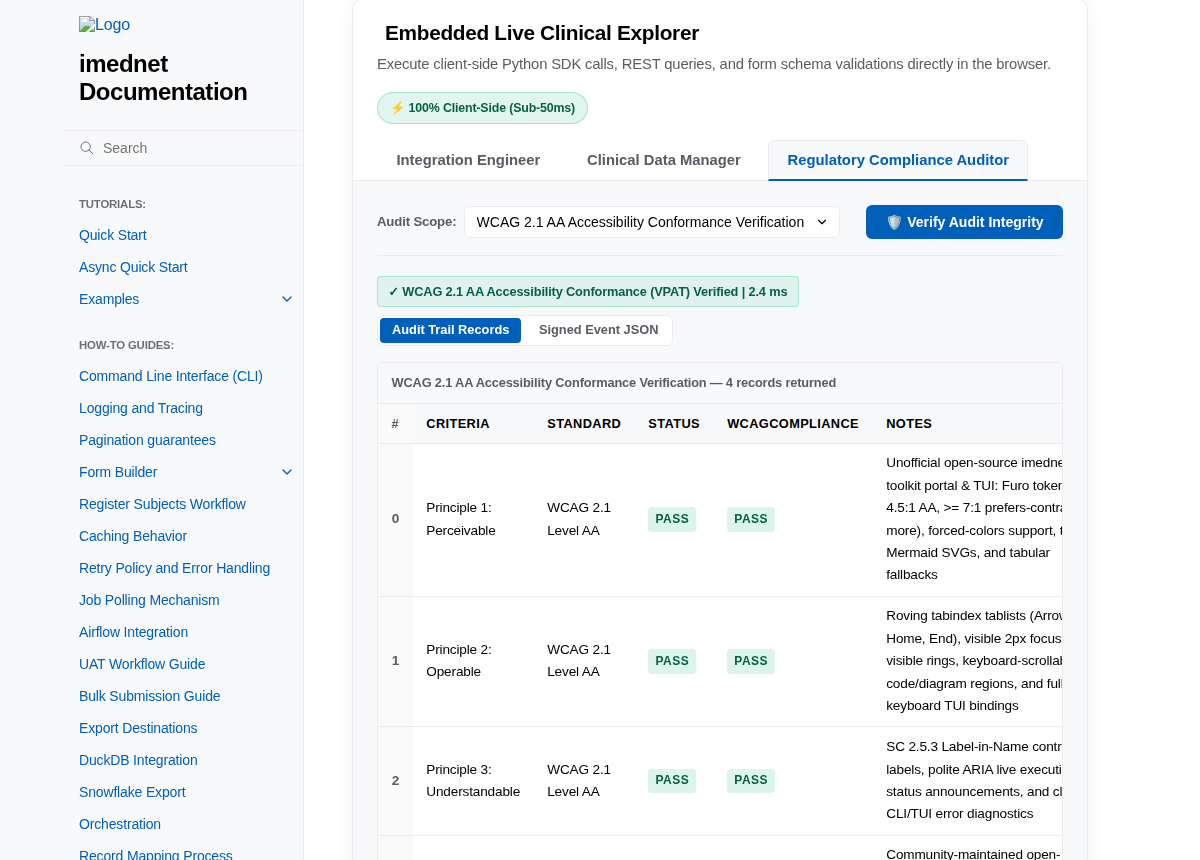 Logo
imednet
Documentation
Search
TUTORIALS:
Quick Start
Async Quick Start
Examples
HOW-TO GUIDES:
Command Line Interface (CLI)
Logging and Tracing
Pagination guarantees
Form Builder
Register Subjects Workflow
Caching Behavior
Retry Policy and Error Handling
Job Polling Mechanism
Airflow Integration
UAT Workflow Guide
Bulk Submission Guide
Export Destinations
DuckDB Integration
Snowflake Export
Orchestration
Record Mapping Process
Embedded Live Clinical Explorer
Execute client-side Python SDK calls, REST queries, and form schema validations directly in the browser.
⚡ 100% Client-Side (Sub-50ms)
Integration Engineer Clinical Data Manager Regulatory Compliance Auditor
Audit Scope: WCAG 2.1 AA Accessibility Conformance Verification 🛡️ Verify Audit Integrity
✓ WCAG 2.1 AA Accessibility Conformance (VPAT) Verified | 2.4 ms
Audit Trail Records Signed Event JSON
WCAG 2.1 AA Accessibility Conformance Verification — 4 records returned
# CRITERIA STANDARD STATUS WCAGCOMPLIANCE NOTES
0
Principle 1:
Perceivable
WCAG 2.1
Level AA
PASS
PASS
Unofficial open-source
toolkit portal & TUI: Furo
4.5:1 AA, >= 7:1
more), forced-colors support,
Mermaid SVGs, and tabular
fallbacks
1
Principle 2:
Operable
WCAG 2.1
Level AA
PASS
PASS
Roving tabindex tablists
Home, End), visible 2px focus
visible rings,
code/diagram regions, and
keyboard TUI bindings
2
Principle 3:
Understandable
WCAG 2.1
Level AA
PASS
PASS
SC 2.5.3 Label-in-Name
labels, polite ARIA live
status announcements, and
CLI/TUI error diagnostics
Community-maintained open-